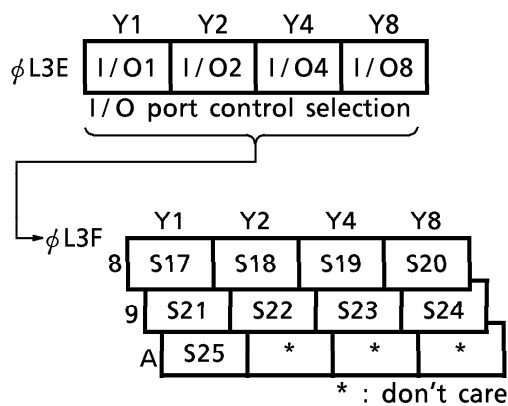 Y1 Y2 Y4 Y8
ϕL3E I/O1 I/O2 I/O4 I/O8
I/O port control selection
ϕL3F
Y1 Y2 Y4 Y8
8 S17 S18 S19 S20
9 S21 S22 S23 S24
A S25 * * *
* : don't care